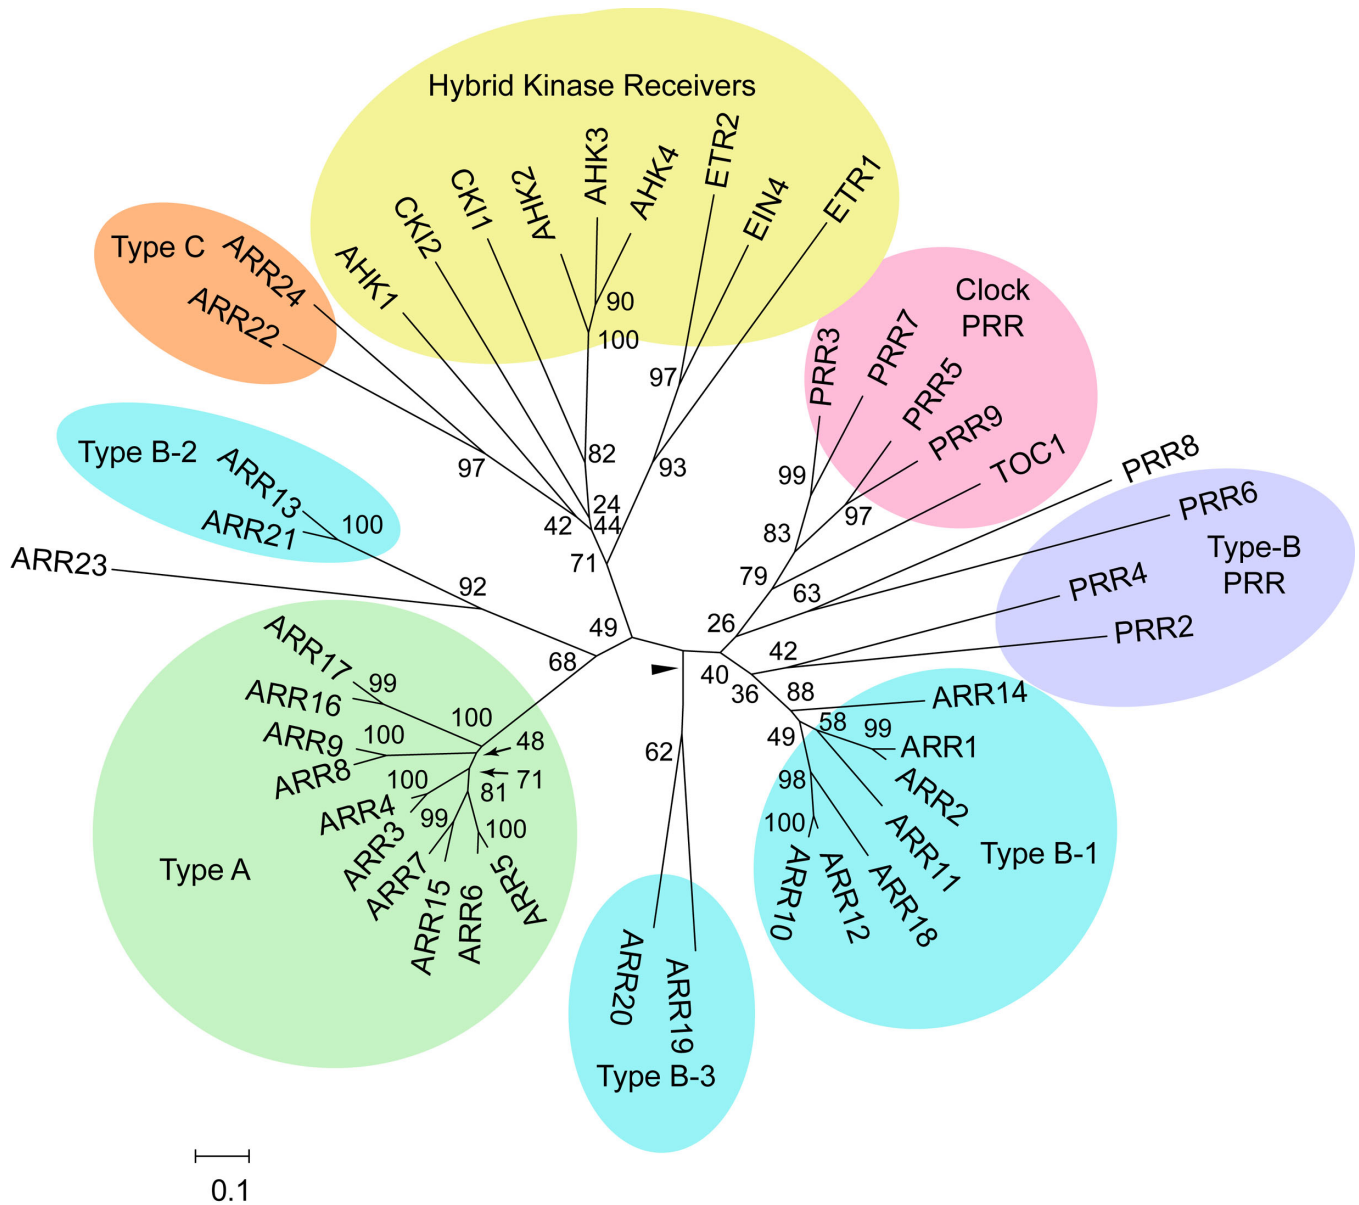 Hybrid Kinase Receivers
AHK1
CKI2
CKI1
AHK2
AHK3
AHK4
ETR2
EIN4
ETR1
90
100
97
93
82
24
44
42
71
Type C
ARR24
ARR22
97
Type B-2
ARR13
ARR21
100
ARR23
92
49
68
Clock
PRR
PRR3
PRR7
PRR5
PRR9
TOC1
99
97
83
79
PRR8
63
26
Type-B
PRR
PRR6
PRR4
PRR2
42
40
36
88
ARR14
58
99
ARR1
ARR2
ARR11
ARR18
ARR12
ARR10
49
98
100
Type B-1
62
ARR20
ARR19
Type B-3
ARR17
99
ARR16
100
ARR9
100
ARR8
48
71
100
81
ARR4
ARR3
99
100
ARR7
ARR15
ARR6
ARR5
Type A
0.1